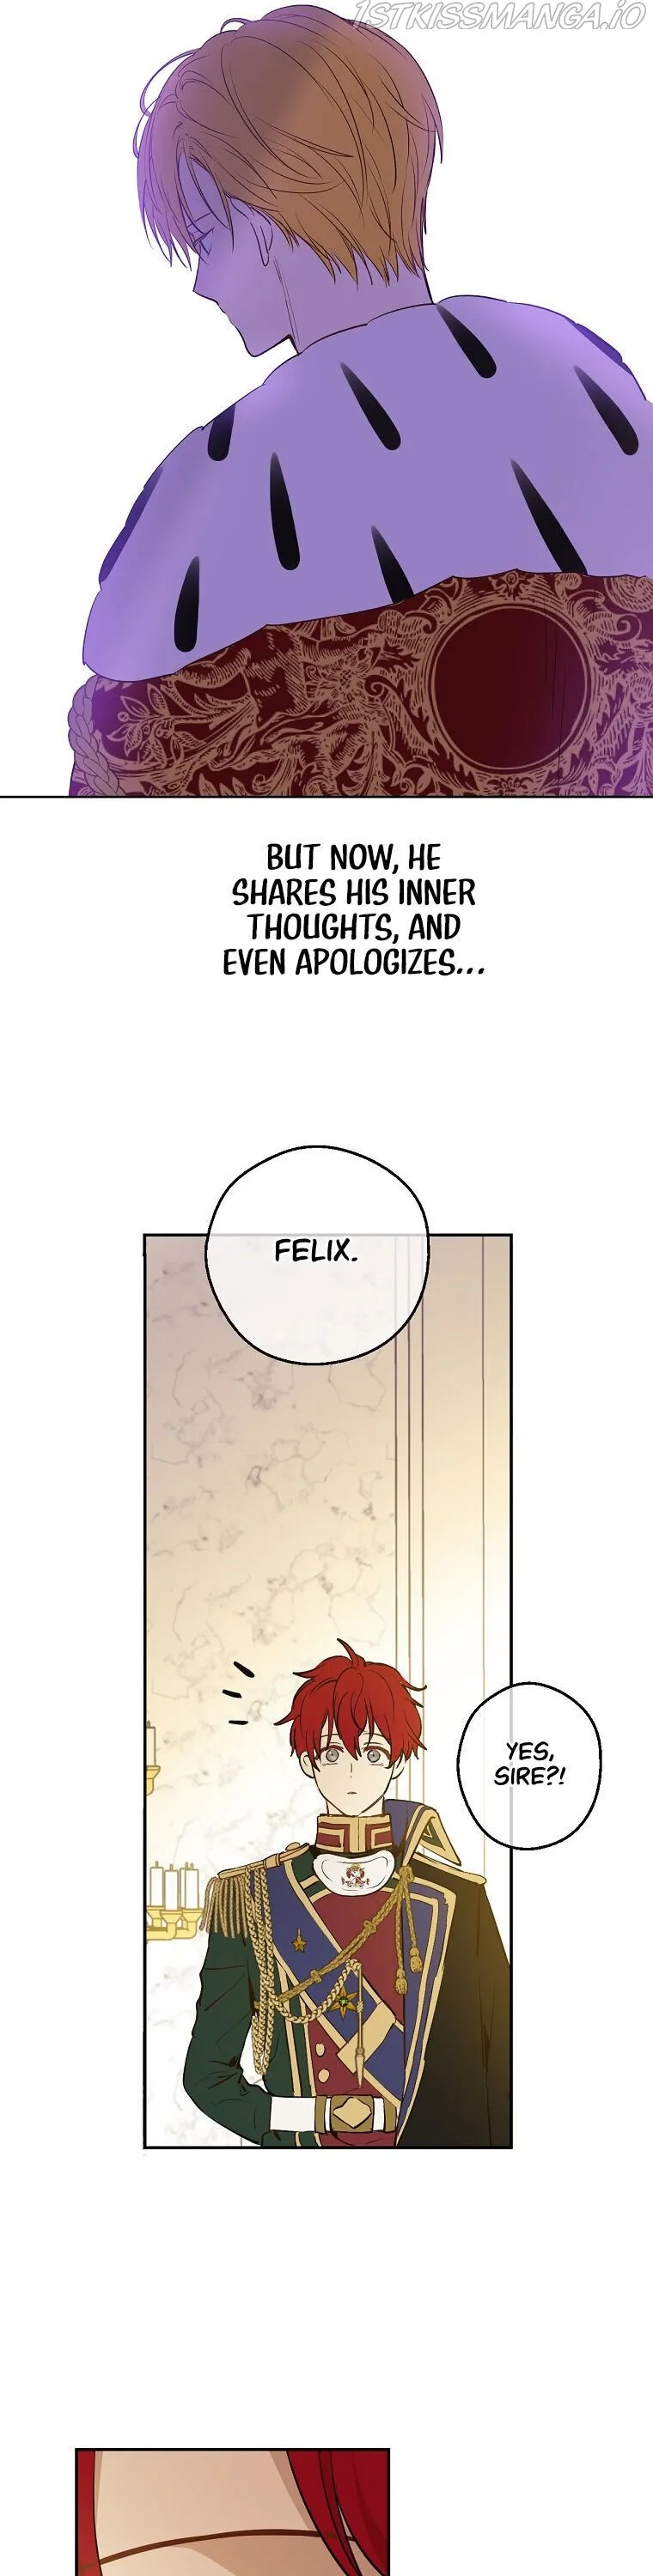 1STKISSMANGA.iO
BUT NOW, HE
SHARES HIS INNER
THOUGHTS, AND
EVEN APOLOGIZES...
FELIX.
YES,
SIRE?!